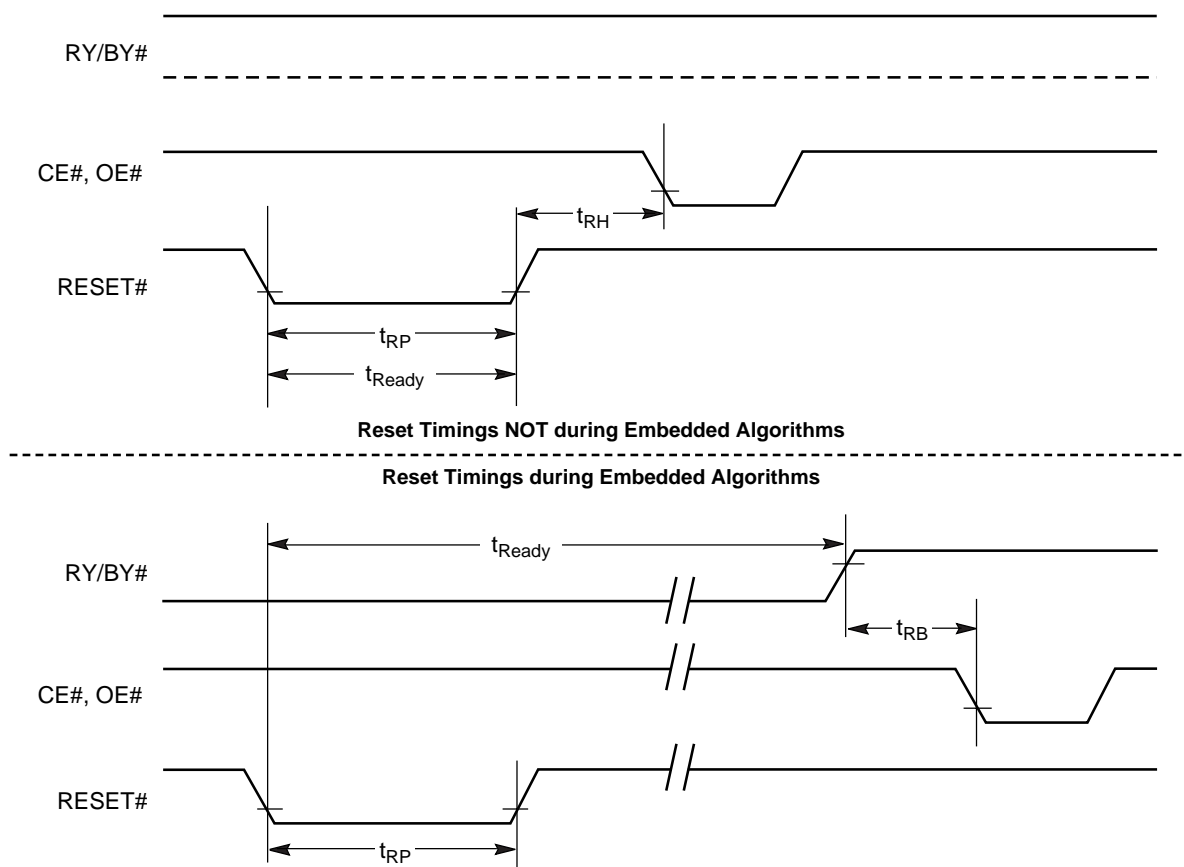 RY/BY#
CE#, OE#
tRH
RESET#
tRP
tReady
Reset Timings NOT during Embedded Algorithms
Reset Timings during Embedded Algorithms
tReady
RY/BY#
tRB
CE#, OE#
RESET#
tRP